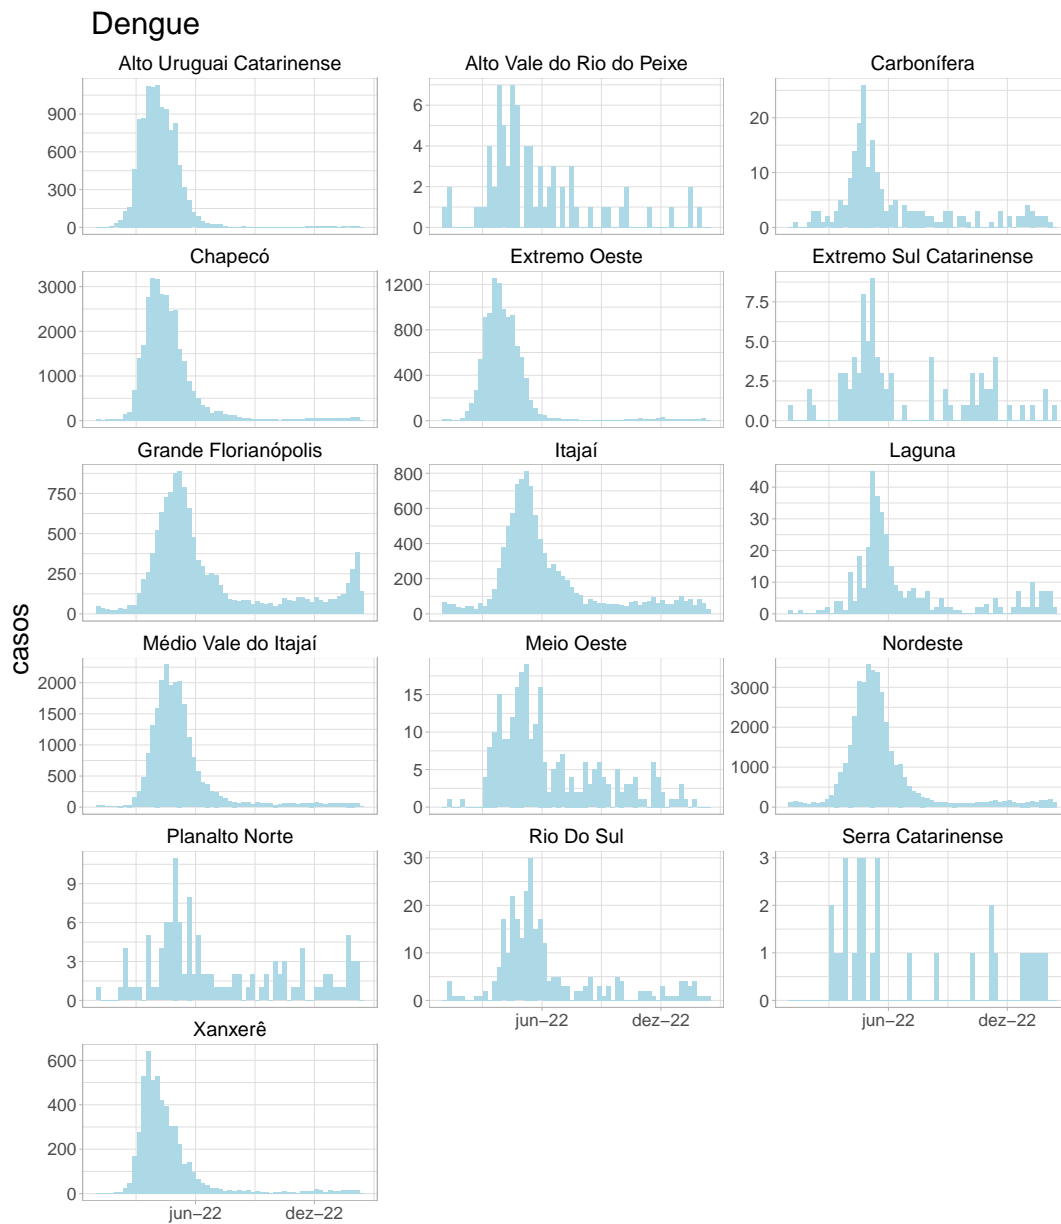 Dengue
Alto Uruguai Catarinense
Alto Vale do Rio do Peixe
Carbonífera
900
600
300
0
6
4
2
0
20
10
0
Chapecó
Extremo Oeste
Extremo Sul Catarinense
3000
2000
1000
0
1200
800
400
0
7.5
5.0
2.5
0.0
Grande Florianópolis
Itajaí
Laguna
750
500
250
0
800
600
400
200
0
40
30
20
10
0
casos
Médio Vale do Itajaí
Meio Oeste
Nordeste
2000
1500
1000
500
0
15
10
5
0
3000
2000
1000
0
Planalto Norte
Rio Do Sul
Serra Catarinense
9
6
3
0
30
20
10
0
3
2
1
0
jun−22
dez−22
jun−22
dez−22
Xanxerê
600
400
200
0
jun−22
dez−22